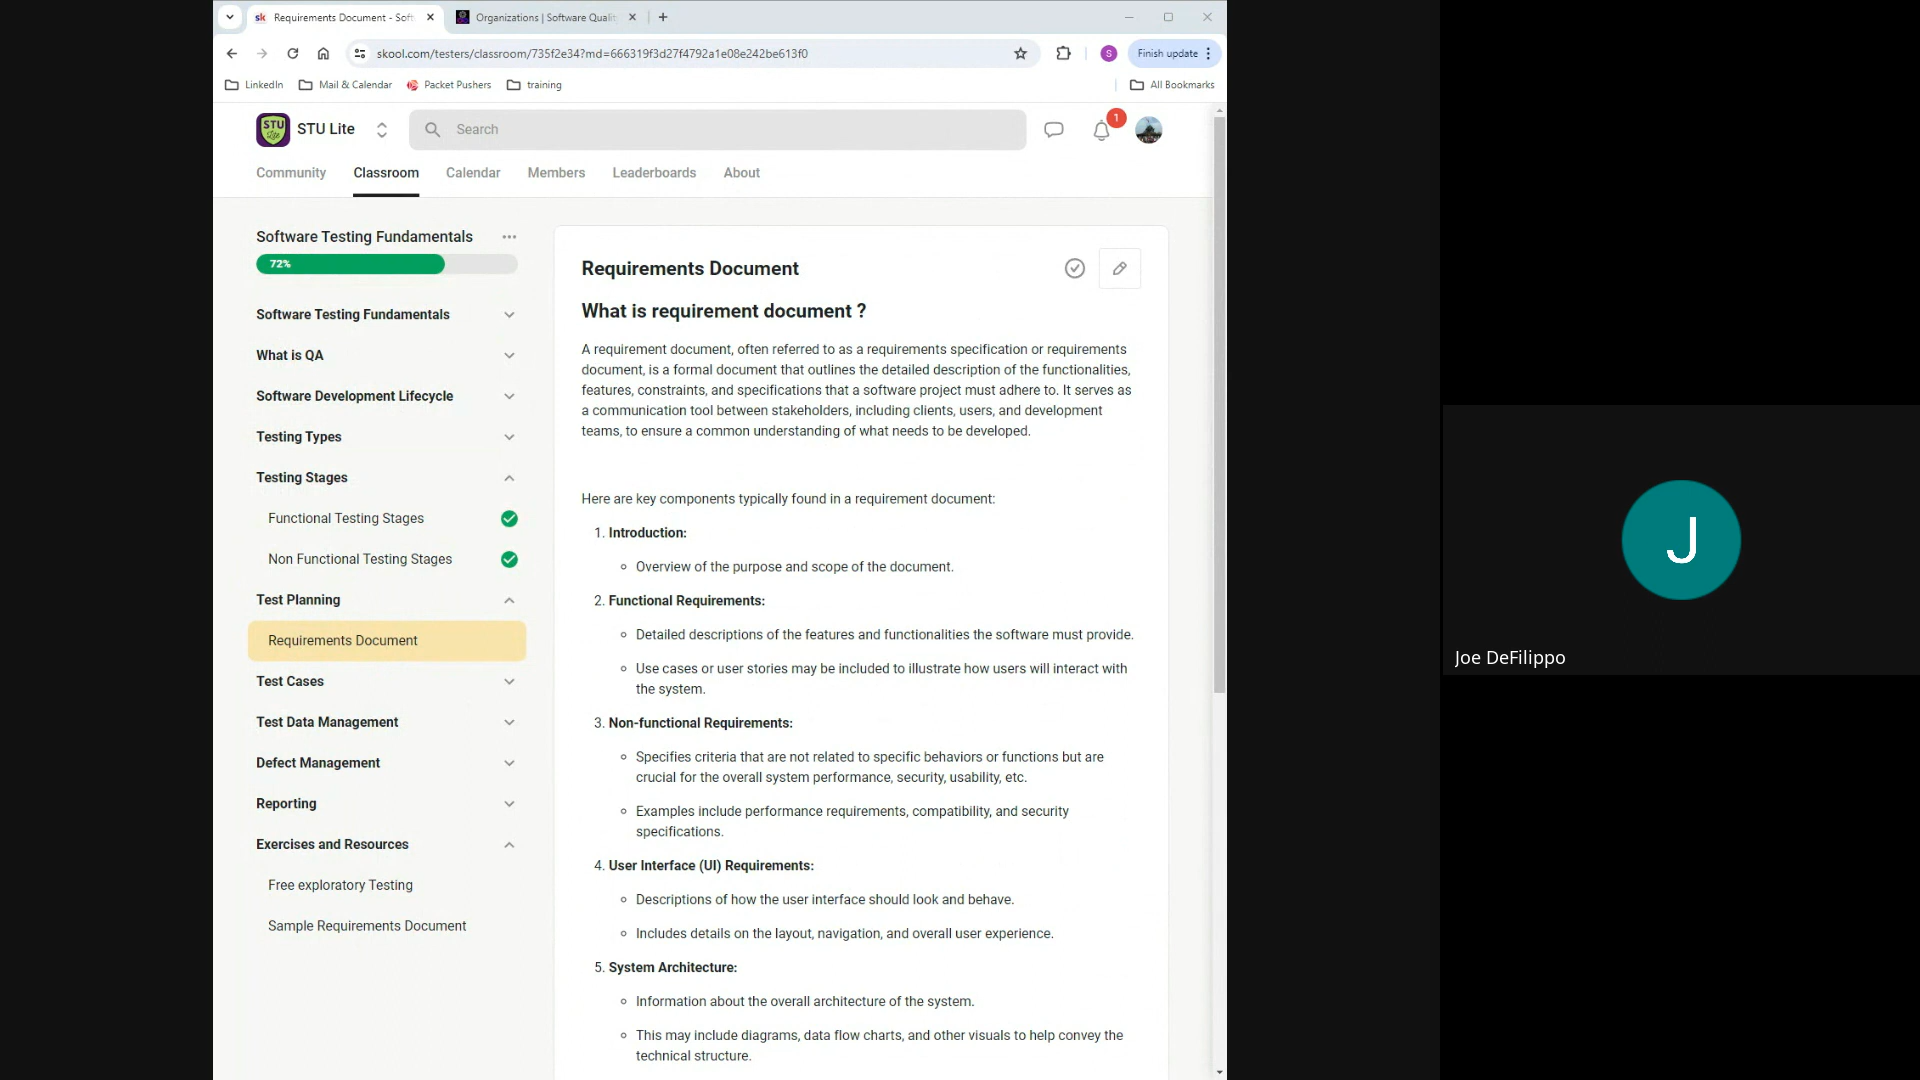 sk Requirements Document - Soft
Organizations | Software Qualit
skool.com/testers/classroom/735f2e34?md=666319f3d27f4792a1e08e242be613f0
S
Finish update
LinkedIn
Mail & Calendar
Packet Pushers
training
All Bookmarks
STU
Lite
STU Lite
Search
1
Community
Classroom
Calendar
Members
Leaderboards
About
Software Testing Fundamentals
72%
Software Testing Fundamentals
What is QA
Software Development Lifecycle
Testing Types
Testing Stages
Functional Testing Stages
Non Functional Testing Stages
Test Planning
Requirements Document
Test Cases
Test Data Management
Defect Management
Reporting
Exercises and Resources
Free exploratory Testing
Sample Requirements Document
Requirements Document
What is requirement document ?
A requirement document, often referred to as a requirements specification or requirements
document, is a formal document that outlines the detailed description of the functionalities,
features, constraints, and specifications that a software project must adhere to. It serves as
a communication tool between stakeholders, including clients, users, and development
teams, to ensure a common understanding of what needs to be developed.
Here are key components typically found in a requirement document:
1. Introduction:
Overview of the purpose and scope of the document.
2. Functional Requirements:
Detailed descriptions of the features and functionalities the software must provide.
Use cases or user stories may be included to illustrate how users will interact with
the system.
3. Non-functional Requirements:
Specifies criteria that are not related to specific behaviors or functions but are
crucial for the overall system performance, security, usability, etc.
Examples include performance requirements, compatibility, and security
specifications.
4. User Interface (UI) Requirements:
Descriptions of how the user interface should look and behave.
Includes details on the layout, navigation, and overall user experience.
5. System Architecture:
Information about the overall architecture of the system.
This may include diagrams, data flow charts, and other visuals to help convey the
technical structure.
J
Joe DeFilippo